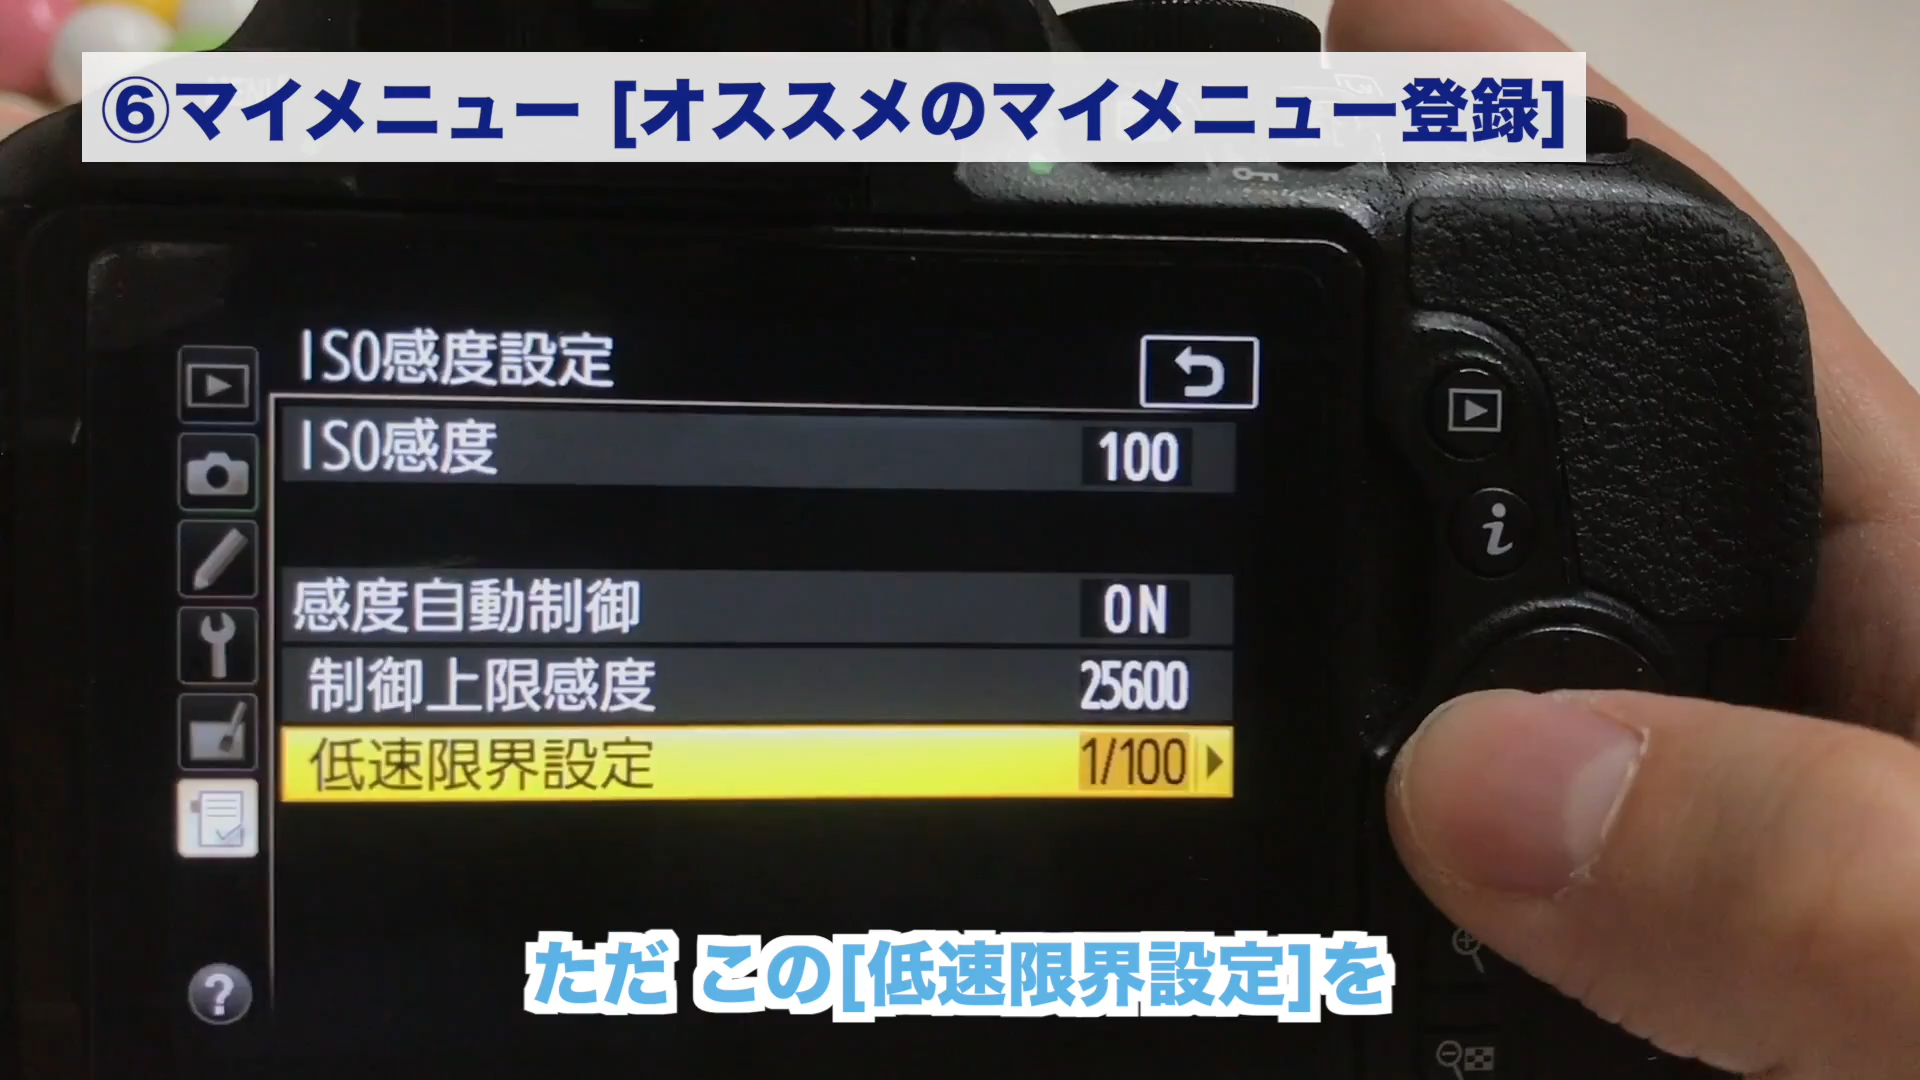 ⑥マイメニュー [オススメのマイメニュー登録]
ISO感度設定
ISO感度 100
感度自動制御 ON
制御上限感度 25600
低速限界設定 1/100
i
?
ただ この[低速限界設定]を